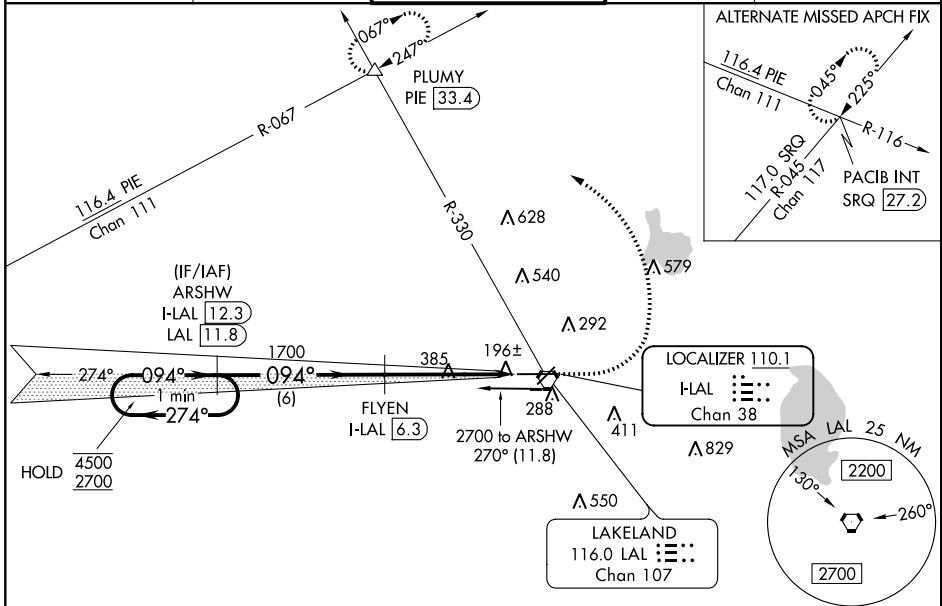 067°
247°
PLUMY
PIE 33.4
R-067
116.4 PIE
Chan 111
R-330
ALTERNATE MISSED APCH FIX
116.4 PIE
Chan 111
045°
225°
R-116
117.0 SRQ
R-045
Chan 117
PACIB INT
SRQ 27.2
628
540
579
292
(IF/IAF)
ARSHW
I-LAL 12.3
LAL 11.8
1700
385
196±
274°
094°
094°
1 min
(6)
274°
FLYEN
I-LAL 6.3
288
2700 to ARSHW
270° (11.8)
HOLD
4500
2700
LOCALIZER 110.1
I-LAL
Chan 38
411
829
550
LAKELAND
116.0 LAL
Chan 107
MSA LAL 25 NM
2200
130°
260°
2700